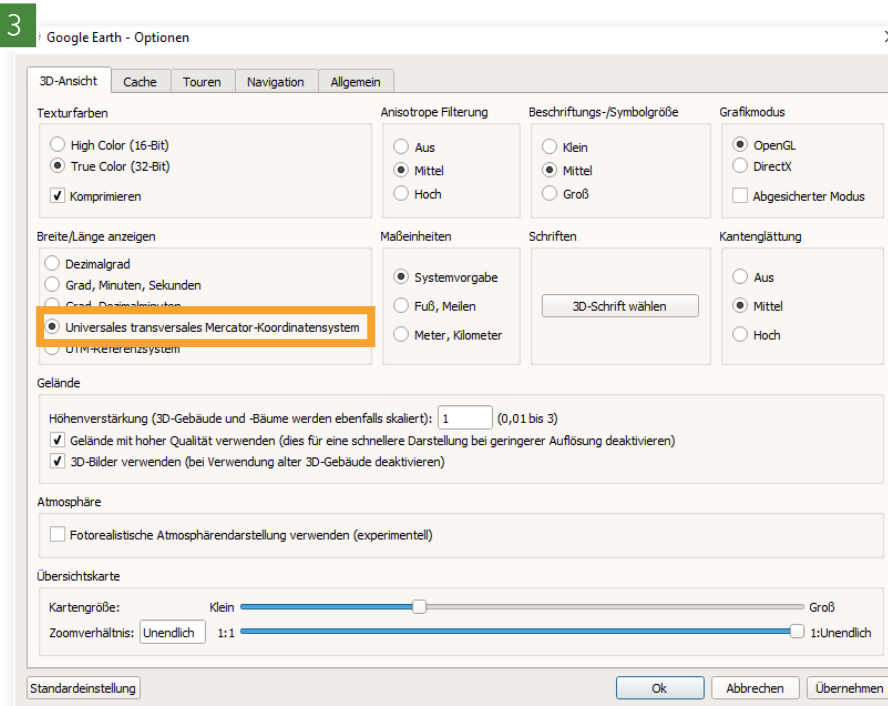 3
Google Earth - Optionen
3D-Ansicht Cache Touren Navigation Allgemein
Texturfarben
High Color (16-Bit)
True Color (32-Bit)
Komprimieren
Anisotrope Filterung
Aus
Mittel
Hoch
Beschriftungs-/Symbolgröße
Klein
Mittel
Groß
Grafikmodus
OpenGL
DirectX
Abgesicherter Modus
Breite/Länge anzeigen
Dezimalgrad
Grad, Minuten, Sekunden
Grad, Dezimalminuten
Universales transversales Mercator-Koordinatensystem
UTM-Referenzsystem
Maßeinheiten
Systemvorgabe
Fuß, Meilen
Meter, Kilometer
Schriften
3D-Schrift wählen
Kantenglättung
Aus
Mittel
Hoch
Gelände
Höhenverstärkung (3D-Gebäude und -Bäume werden ebenfalls skaliert): 1 (0,01 bis 3)
Gelände mit hoher Qualität verwenden (dies für eine schnellere Darstellung bei geringerer Auflösung deaktivieren)
3D-Bilder verwenden (bei Verwendung alter 3D-Gebäude deaktivieren)
Atmosphäre
Fotorealistische Atmosphärendarstellung verwenden (experimentell)
Übersichtskarte
Kartengröße: Klein Groß
Zoomverhältnis: Unendlich 1:1 1:Unendlich
Standardeinstellung Ok Abbrechen Übernehmen